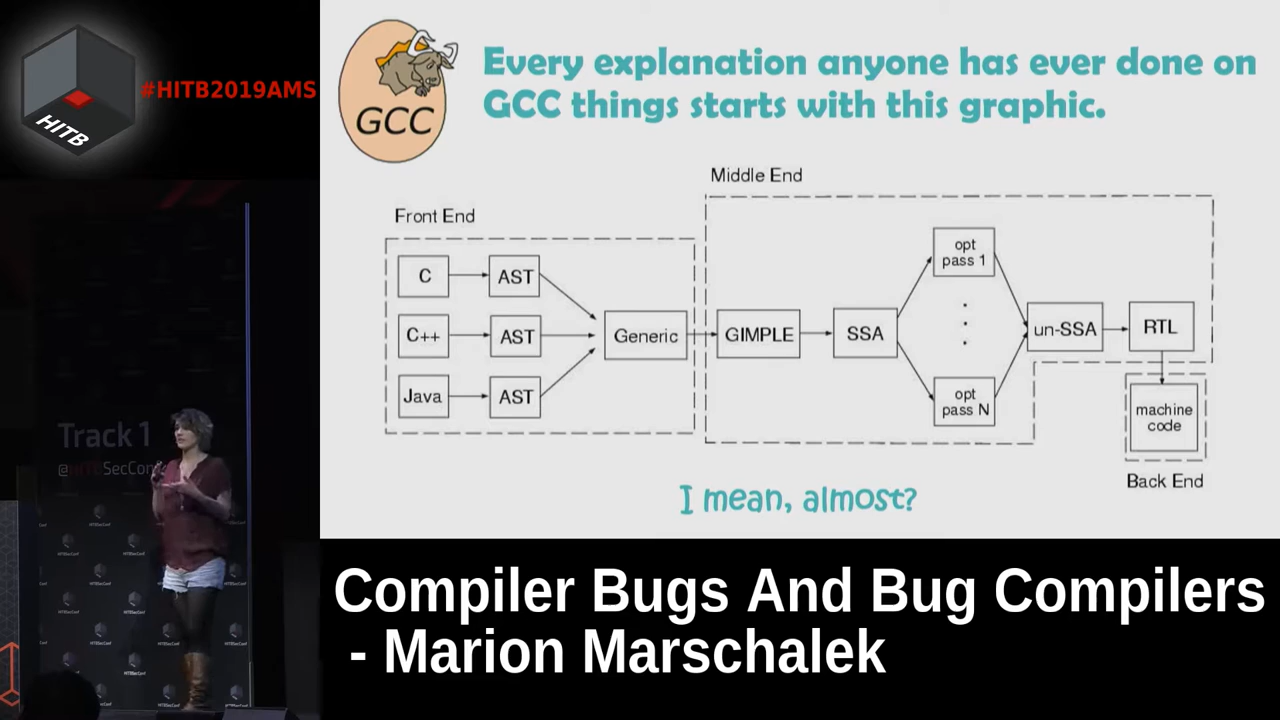 #HITB2019AMS
HITB
GCC
Every explanation anyone has ever done on
GCC things starts with this graphic.
Middle End
Front End
C
AST
C++
AST
Java
AST
Generic
GIMPLE
SSA
opt
pass 1
opt
pass N
un-SSA
RTL
machine
code
Back End
I mean, almost?
Track 1
Compiler Bugs And Bug Compilers
- Marion Marschalek